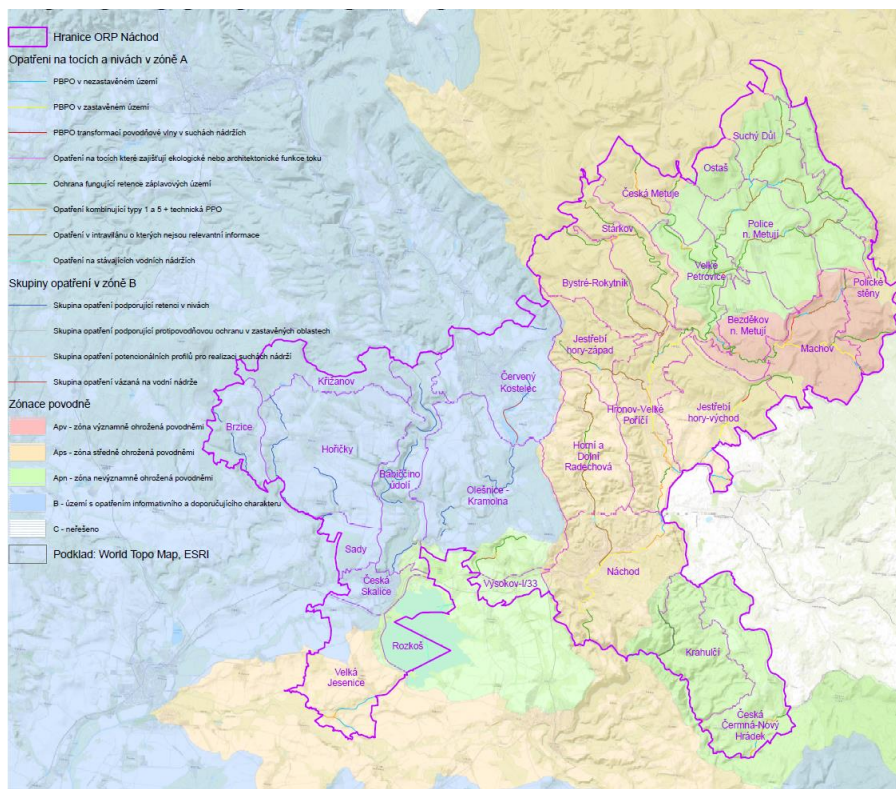 Hranice ORP Náchod
Opatření na tocích a nivách v zóně A
PBPO v nezastavěném území
PBPO v zastavěném území
PBPO transformací povodňové vlny v suchách nádržích
Opatření na tocích které zajišťují ekologické nebo architektonické funkce toku
Ochrana fungující retence záplavových území
Opatření kombinující typy 1 a 5 + technická PPO
Opatření v intravilánu o kterých nejsou relevantní informace
Opatření na stávajících vodních nádržích
Skupiny opatření v zóně B
Skupina opatření podporující retenci v nivách
Skupina opatření podporující protipovodňovou ochranu v zastavěných oblastech
Skupina opatření potencionálních profilů pro realizaci suchách nádrží
Skupina opatření vázaná na vodní nádrže
Zónace povodně
Apv - zóna významně ohrožená povodněmi
Aps - zóna středně ohrožená povodněmi
Apn - zóna nevýznamně ohrožená povodněmi
B - území s opatřením informativního a doporučujícího charakteru
C - neřešeno
Podklad: World Topo Map, ESRI
Suchý Důl
Ostaš
Česká Metuje
Stárkov
Police
n. Metují
Velké
Petrovice
Bystré-Rokytník
Polické
stěny
Bezděkov
n. Metují
Machov
Jestřebí
hory-západ
Červený
Kostelec
Křižanov
Brzice
Hronov-Velké
Poříčí
Jestřebí
hory-východ
Hořičky
Horní a
Dolní
Radechová
Babiččino
údolí
Olešnice -
Kramolna
Sady
Česká
Skalice
Výsokov-I/33
Náchod
Rozkoš
Krahulčí
Velká
Jesenice
Česká
Čermná-Nový
Hrádek